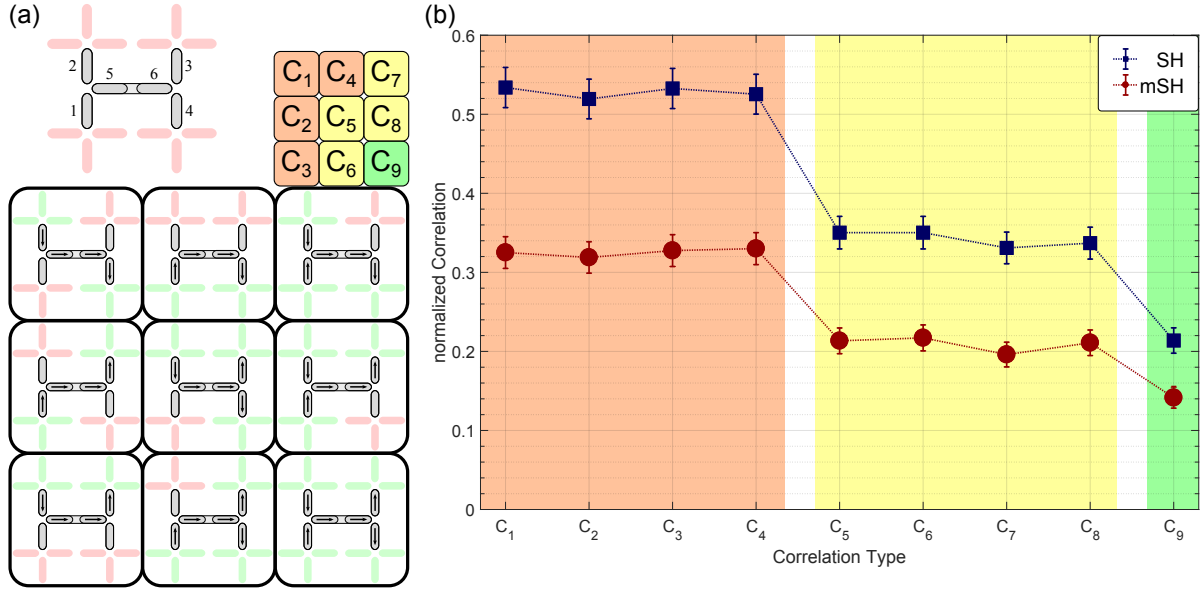 (a)
2
3
5
6
1
4
C1 C4 C7
C2 C5 C8
C3 C6 C9
(b)
SH
mSH
0.6
0.5
0.4
0.3
0.2
0.1
0
normalized Correlation
C1 C2 C3 C4 C5 C6 C7 C8 C9
Correlation Type